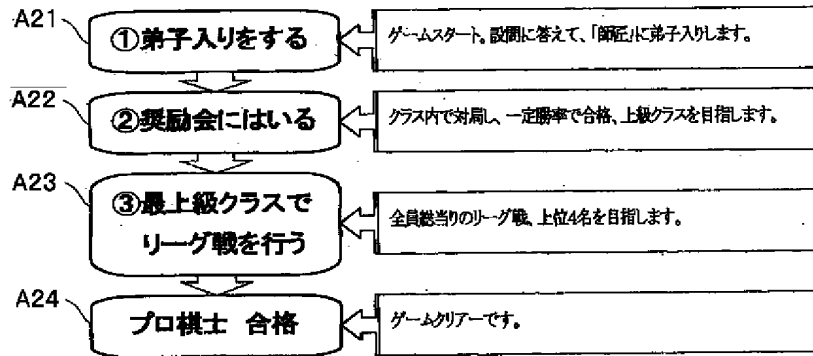 A21
①弟子入りをする
ゲームスタート。設問に答えて、「師匠」に弟子入りします。
A22
②奨励会にはいる
クラス内で対局し、一定勝率で合格、上級クラスを目指します。
A23
③最上級クラスで
リーグ戦を行う
全員総当りのリーグ戦、上位4名を目指します。
A24
プロ棋士 合格
ゲームクリアーです。